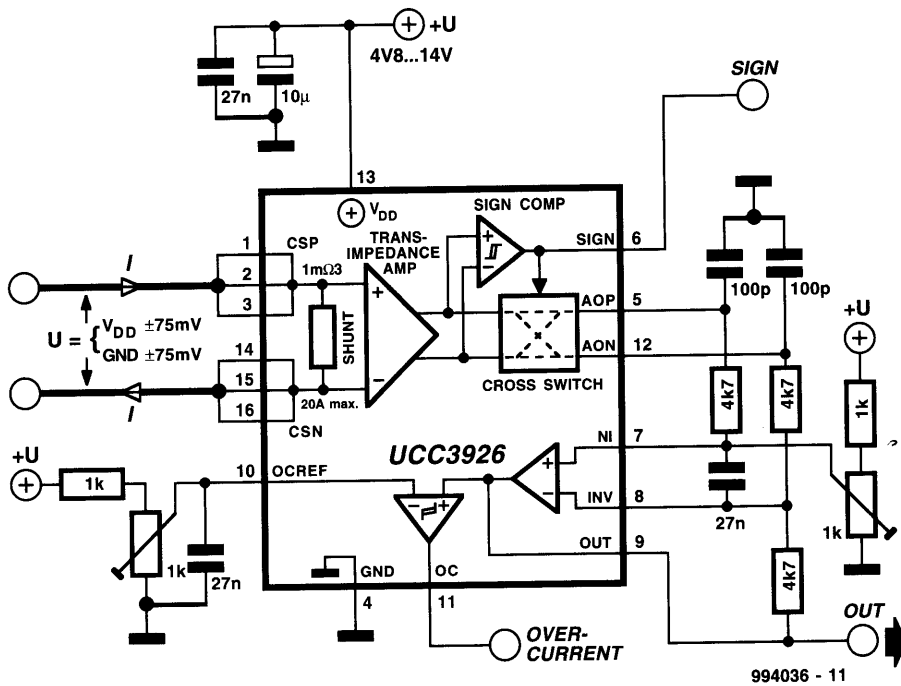 +U
4V8...14V
27n
10µ
SIGN
13
+ VDD
SIGN COMP
TRANS-
IMPEDANCE
AMP
1 CSP
2
3
1mΩ3
SIGN 6
I
100p 100p
+U
AOP 5
U = { VDD ±75mV
GND ±75mV
SHUNT
AON 12
14
15
16
CROSS SWITCH
20A max.
I
CSN
4k7
4k7
1k
UCC3926
NI 7
+U
10 OCREF
1k
INV 8
27n
1k
OUT 9
1k
27n
GND
OC
4k7
4
11
OUT
OVER-
CURRENT
994036 - 11